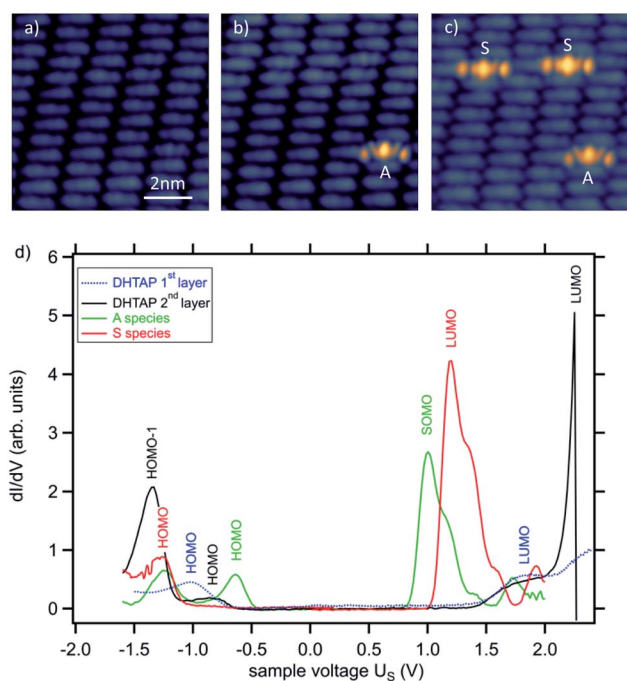 a)
b)
c)
S
S
A
A
2nm
d)
DHTAP 1st layer
DHTAP 2nd layer
A species
S species
HOMO-1
HOMO
HOMO
HOMO
HOMO
SOMO
LUMO
LUMO
LUMO
6
5
4
3
2
1
0
dI/dV (arb. units)
-2.0 -1.5 -1.0 -0.5 0.0 0.5 1.0 1.5 2.0
sample voltage US (V)